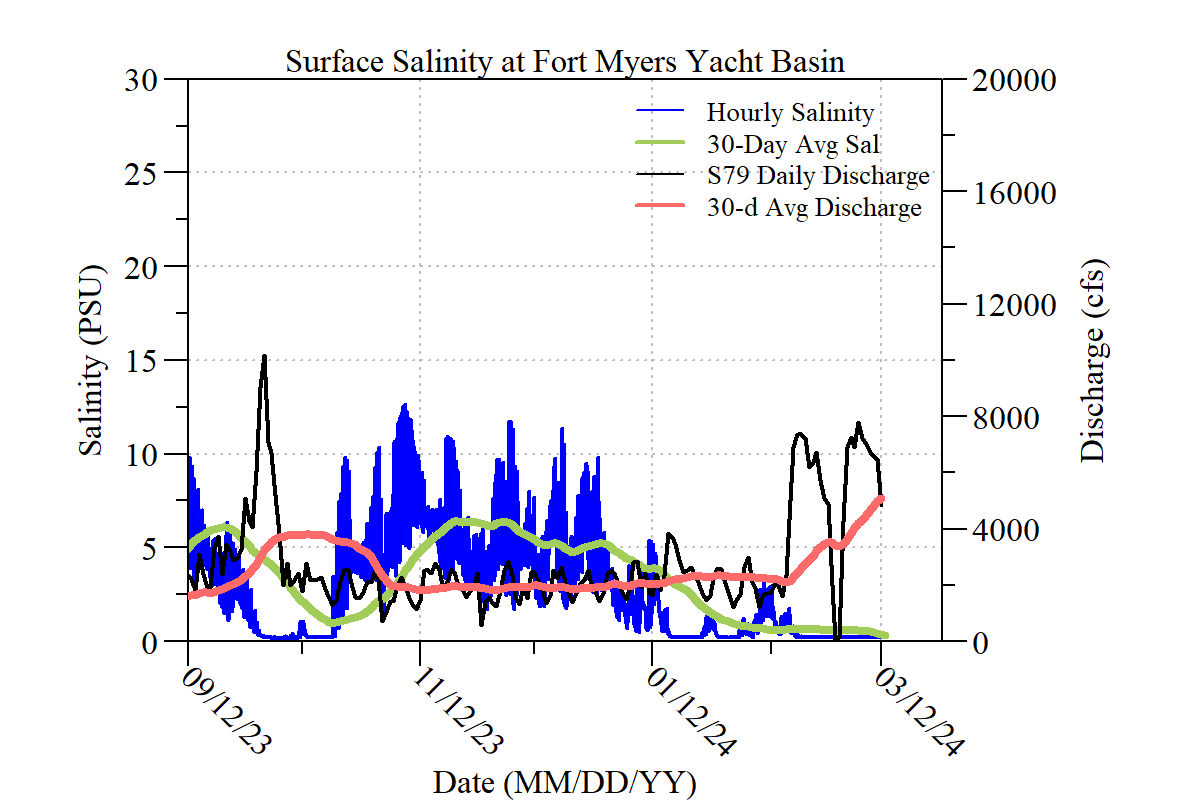 Surface Salinity at Fort Myers Yacht Basin
30
25
20
15
10
5
0
Salinity (PSU)
Hourly Salinity
30-Day Avg Sal
S79 Daily Discharge
30-d Avg Discharge
20000
16000
12000
8000
4000
0
Discharge (cfs)
09/12/23
11/12/23
01/12/24
03/12/24
Date (MM/DD/YY)